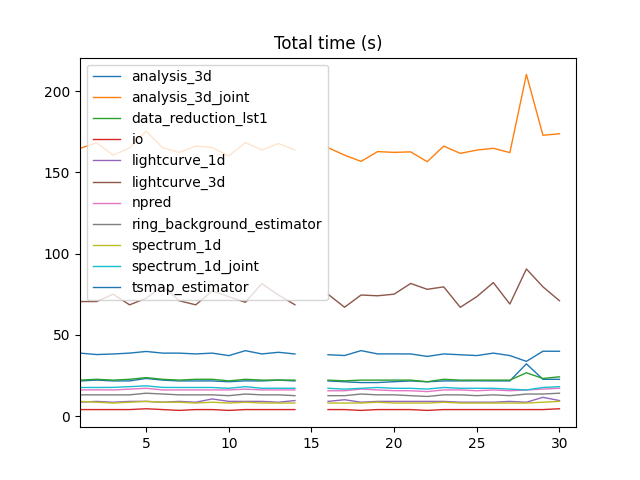 Total time (s)
analysis_3d
analysis_3d_joint
data_reduction_lst1
io
lightcurve_1d
lightcurve_3d
npred
ring_background_estimator
spectrum_1d
spectrum_1d_joint
tsmap_estimator
200
150
100
50
0
5
10
15
20
25
30